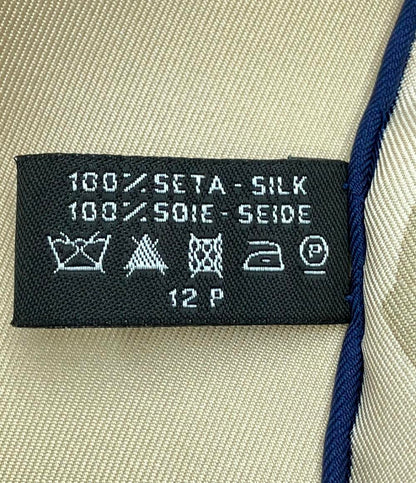 100% SETA - SILK
100% SOIE - SEIDE
P
12 P